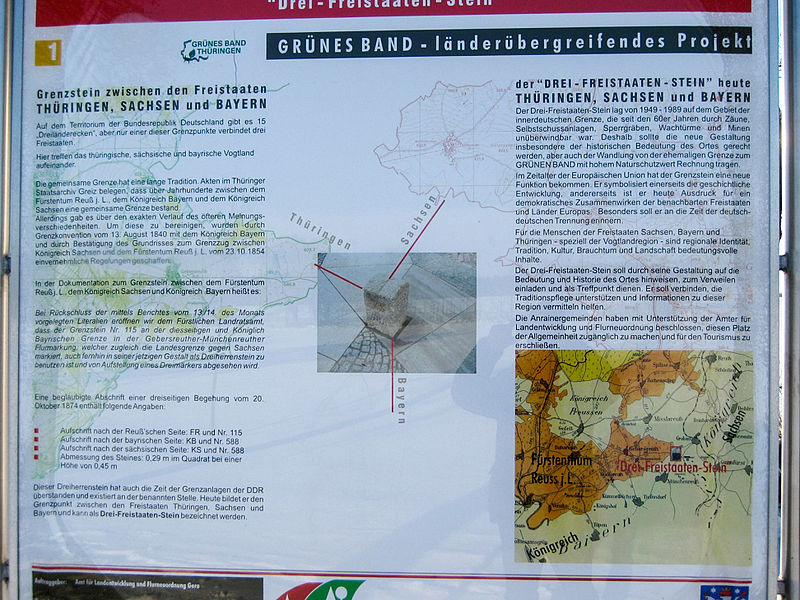 "Drei-Freistaaten-Stein"
1
GRÜNES BAND
THÜRINGEN
GRÜNES BAND - länderübergreifendes Projekt
Grenzstein zwischen den Freistaaten
THÜRINGEN, SACHSEN und BAYERN
Auf dem Territorium der Bundesrepublik Deutschland gibt es 15
„Dreiländerecken", aber nur einer dieser Grenzpunkte verbindet drei
Freistaaten.
Hier treffen das thüringische, sächsische und bayrische Vogtland
aufeinander.
Die gemeinsame Grenze hat eine lange Tradition. Akten im Thüringer
Staatsarchiv Greiz belegen, dass über Jahrhunderte zwischen dem
Fürstentum Reuß j. L., dem Königreich Bayern und dem Königreich
Sachsen eine gemeinsame Grenze bestand.
Allerdings gab es über den exakten Verlauf des öfteren Meinungs-
verschiedenheiten. Um diese zu bereinigen, wurden durch
Grenzkonvention vom 13. August 1840 mit dem Königreich Bayern
und durch Bestätigung des Grundrisses zum Grenzzug zwischen
Königreich Sachsen und dem Fürstentum Reuß j. L. vom 23.10.1854
einvernehmliche Regelungen geschaffen.
In der Dokumentation zum Grenzstein zwischen dem Fürstentum
Reuß j. L., dem Königreich Sachsen und Königreich Bayern heißt es:
Bei Rückschluss der mittels Berichtes vom 13./14. des Monats
vorgelegten Literalien eröffnen wir dem Fürstlichen Landratsamt,
dass der Grenzstein Nr. 115 an der diesseitigen und Königlich
Bayrischen Grenze in der Gebersreuther-Münchenreuther
Flurmarkung, welcher zugleich die Landesgrenze gegen Sachsen
markiert, auch fernhin in seiner jetzigen Gestalt als Dreiherrenstein zu
benutzen ist und von Aufstellung eines Dreimärkers abgesehen wird.
Eine beglaubigte Abschrift einer dreiseitigen Begehung vom 20.
Oktober 1874 enthält folgende Angaben:
Aufschrift nach der Reuß'schen Seite: FR und Nr. 115
Aufschrift nach der bayrischen Seite: KB und Nr. 588
Aufschrift nach der sächsischen Seite: KS und Nr. 588
Abmessung des Steines: 0,29 m im Quadrat bei einer
Höhe von 0,45 m
Dieser Dreiherrenstein hat auch die Zeit der Grenzanlagen der DDR
überstanden und existiert an der benannten Stelle. Heute bildet er den
Grenzpunkt zwischen den Freistaaten Thüringen, Sachsen und
Bayern und kann als Drei-Freistaaten-Stein bezeichnet werden.
Thüringen
Sachsen
Bayern
der "DREI-FREISTAATEN-STEIN" heute
THÜRINGEN, SACHSEN und BAYERN
Der Drei-Freistaaten-Stein lag von 1949 - 1989 auf dem Gebiet der
innerdeutschen Grenze, die seit den 60er Jahren durch Zäune,
Selbstschussanlagen, Sperrgräben, Wachtürme und Minen
unüberwindbar war. Deshalb sollte die neue Gestaltung
insbesondere der historischen Bedeutung des Ortes gerecht
werden, aber auch der Wandlung von der ehemaligen Grenze zum
GRÜNEN BAND mit hohem Naturschutzwert Rechnung tragen.
Im Zeitalter der Europäischen Union hat der Grenzstein eine neue
Funktion bekommen. Er symbolisiert einerseits die geschichtliche
Entwicklung, andererseits ist er heute Ausdruck für ein
demokratisches Zusammenwirken der benachbarten Freistaaten
und Länder Europas. Besonders soll er an die Zeit der deutsch-
deutschen Trennung erinnern.
Für die Menschen der Freistaaten Sachsen, Bayern und
Thüringen - speziell der Vogtlandregion - sind regionale Identität,
Tradition, Kultur, Brauchtum und Landschaft bedeutungsvolle
Inhalte.
Der Drei-Freistaaten-Stein soll durch seine Gestaltung auf die
Bedeutung und Historie des Ortes hinweisen, zum Verweilen
einladen und als Treffpunkt dienen. Er soll verbinden, die
Traditionspflege unterstützen und Informationen zu dieser
Region vermitteln helfen.
Die Anrainergemeinden haben mit Unterstützung der Ämter für
Landentwicklung und Flurneuordnung beschlossen, diesen Platz
der Allgemeinheit zugänglich zu machen und für den Tourismus zu
erschließen.
Königreich
Preussen
Königreich
Sachsen
Fürstenthum
Reuss j.L.
Drei-Freistaaten-Stein
Königreich
Bayern
Auftraggeber: Amt für Landentwicklung und Flurneuordnung Gera